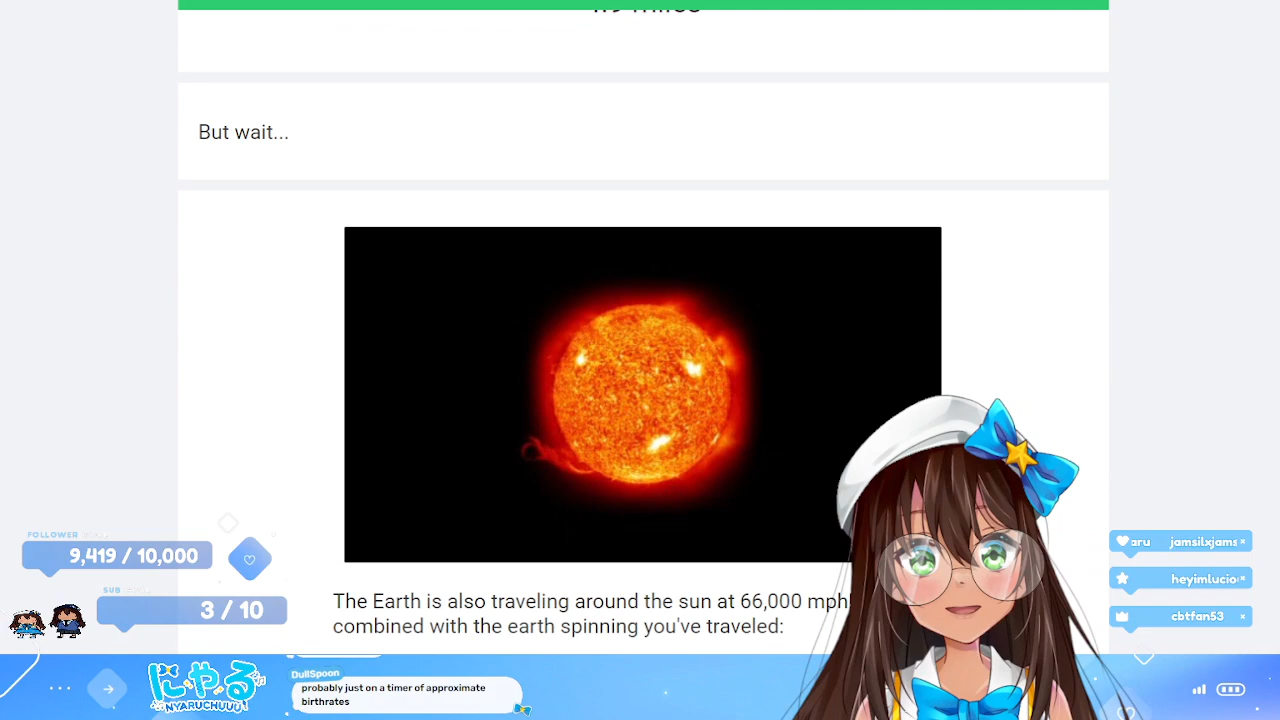 But wait...
The Earth is also traveling around the sun at 66,000 mph!
combined with the earth spinning you've traveled:
FOLLOWER
9,419 / 10,000
SUB
3 / 10
aru jamsilxjams
heyimlucio
cbtfan53
にゃる
NYARUCHUUU
DullSpoon
probably just on a timer of approximate
birthrates